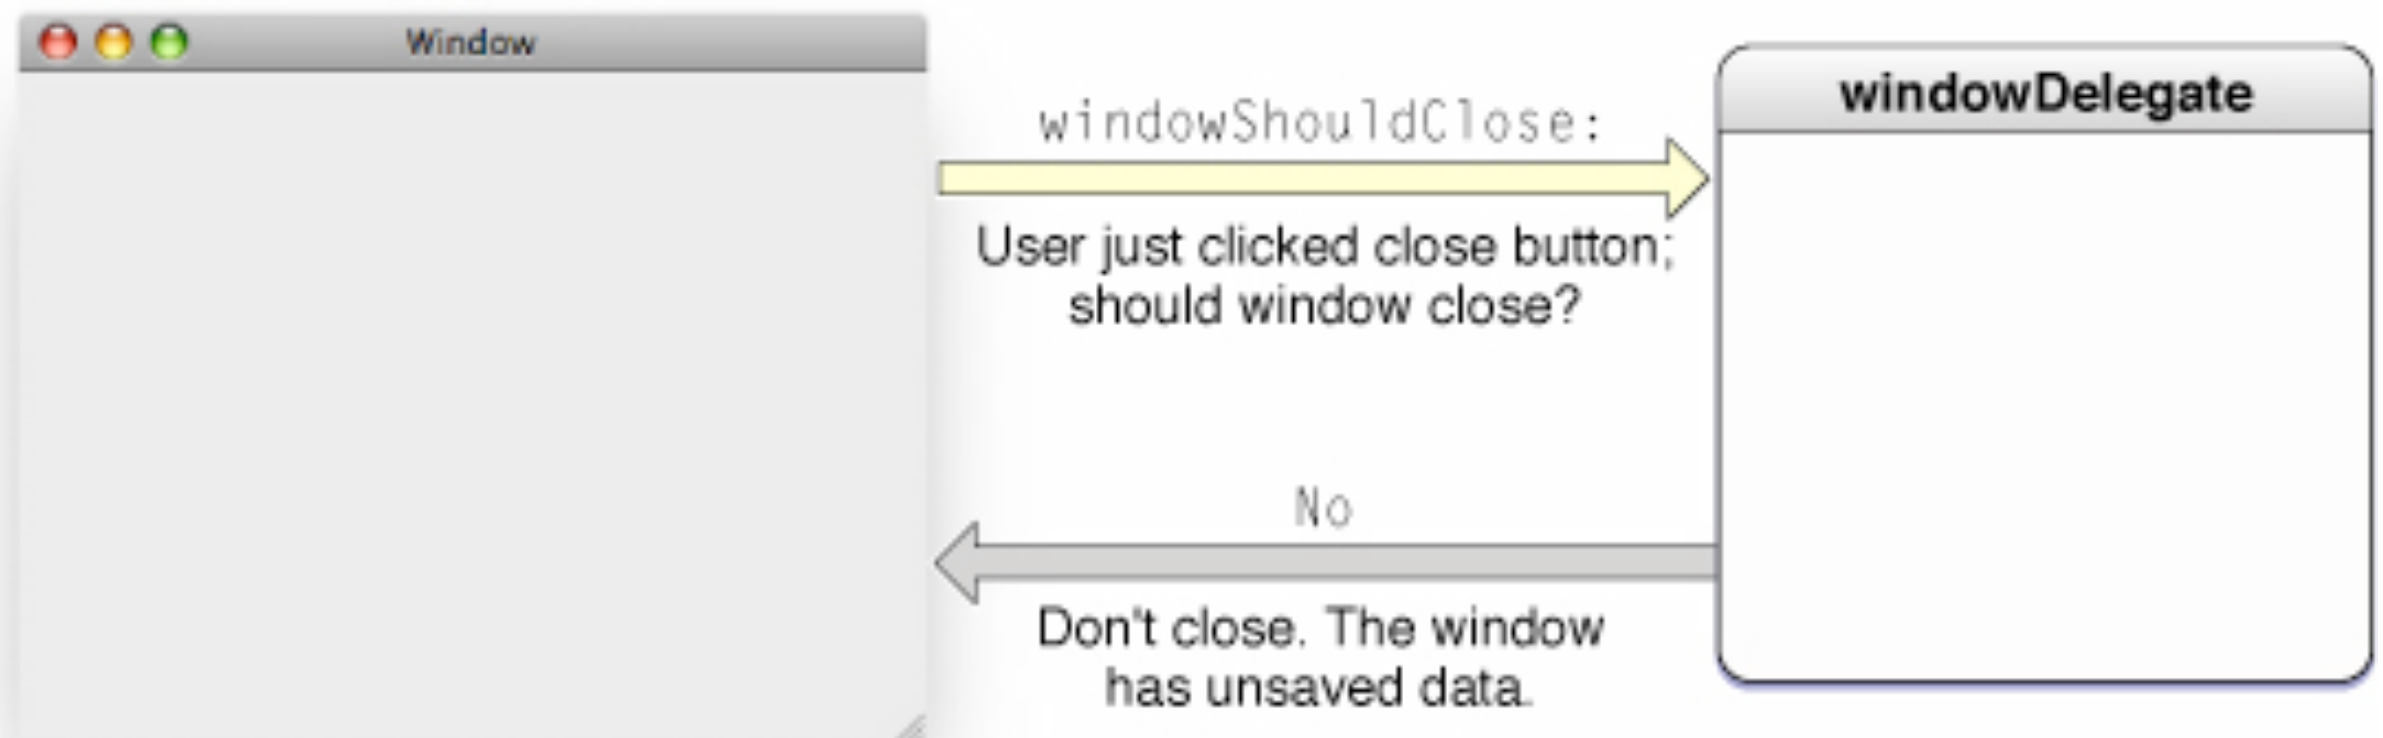 Window
windowShouldClose:
User just clicked close button;
should window close?
windowDelegate
No
Don't close. The window
has unsaved data.